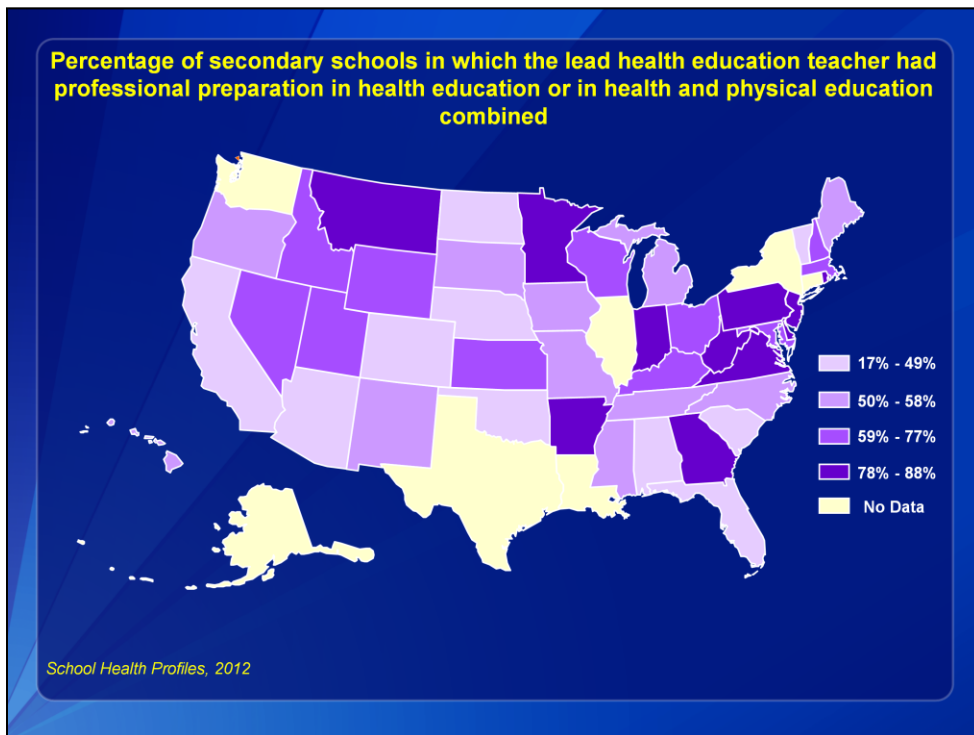 Percentage of secondary schools in which the lead health education teacher had
professional preparation in health education or in health and physical education
combined
17% - 49%
50% - 58%
59% - 77%
78% - 88%
No Data
School Health Profiles, 2012